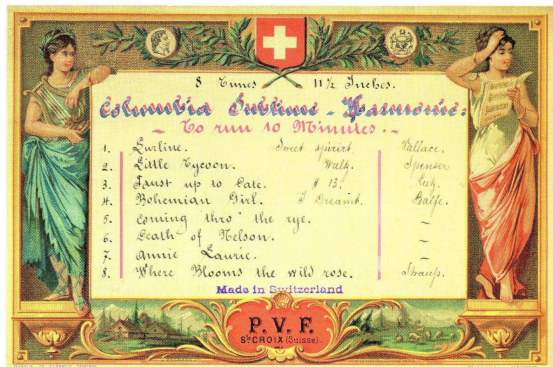 8 Tunes 11½ Inches.
Columbia Sublime - Harmonie:
~ To run 10 Minutes. ~
1. Lurline. Sweet spirit Wallace.
2. Little Tycoon. Waltz. Spenser
3. Faust up to Date. # 13. Lutz.
4. Bohemian Girl. I Dreamt. Balfe.
5. Coming thro' the rye. ~
6. Death of Nelson. ~
7. Annie Laurie. ~
8. Where Blooms the wild rose. Strauss.
Made in Switzerland
P.V.F.
Ste CROIX (Suisse)